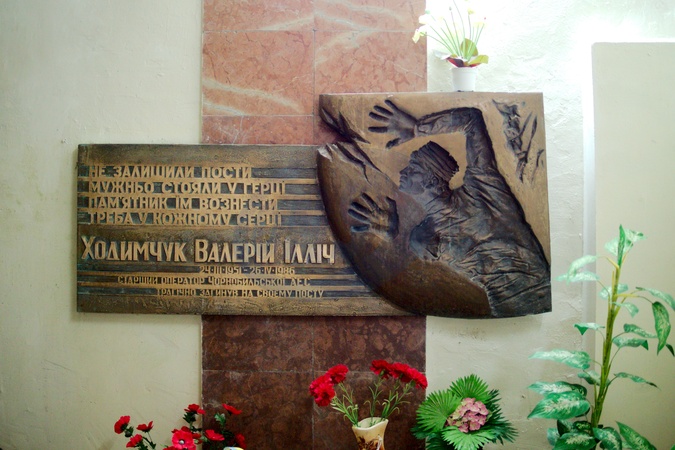 НЕ ЗАЛИШИЛИ ПОСТИ
МУЖНЬО СТОЯЛИ У ГЕРЦІ
ПАМ'ЯТНИК ЇМ ВОЗНЕСТИ
ТРЕБА У КОЖНОМУ СЕРЦІ
ХОДИМЧУК ВАЛЕРІЙ ІЛЛІЧ
24·III·1951-26·IV·1986
СТАРШИЙ ОПЕРАТОР ЧОРНОБИЛЬСЬКОЇ А.Е.С.
ТРАГІЧНО ЗАГИНУВ НА СВОЄМУ ПОСТУ